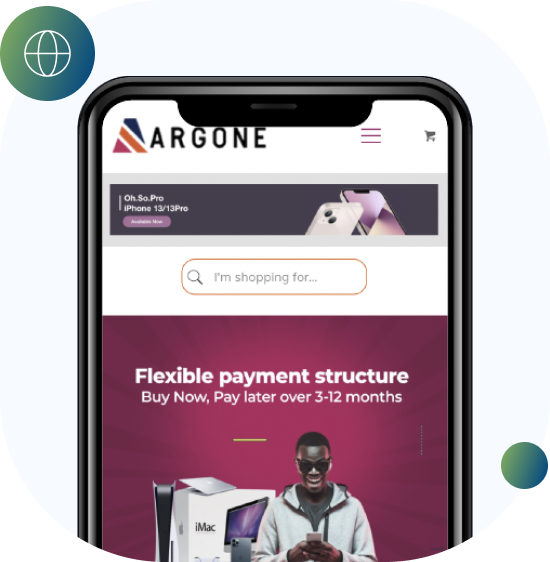 ARGONE
Oh.So.Pro
iPhone 13/13Pro
Available Now
I'm shopping for...
Flexible payment structure
Buy Now, Pay later over 3-12 months
iMac